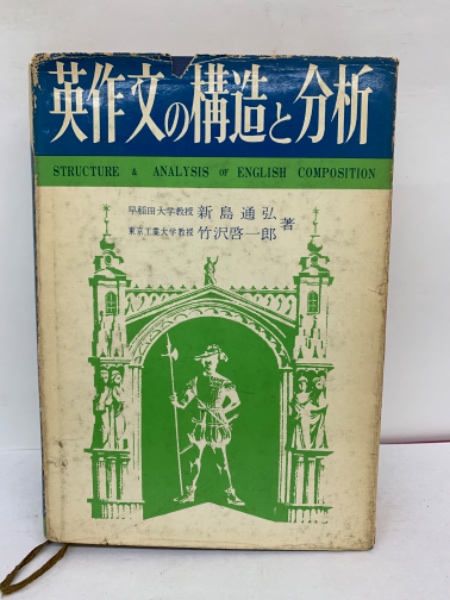 英作文の構造と分析
STRUCTURE & ANALYSIS OF ENGLISH COMPOSITION
早稲田大学教授 新島通弘
東京工業大学教授 竹沢啓一郎 著